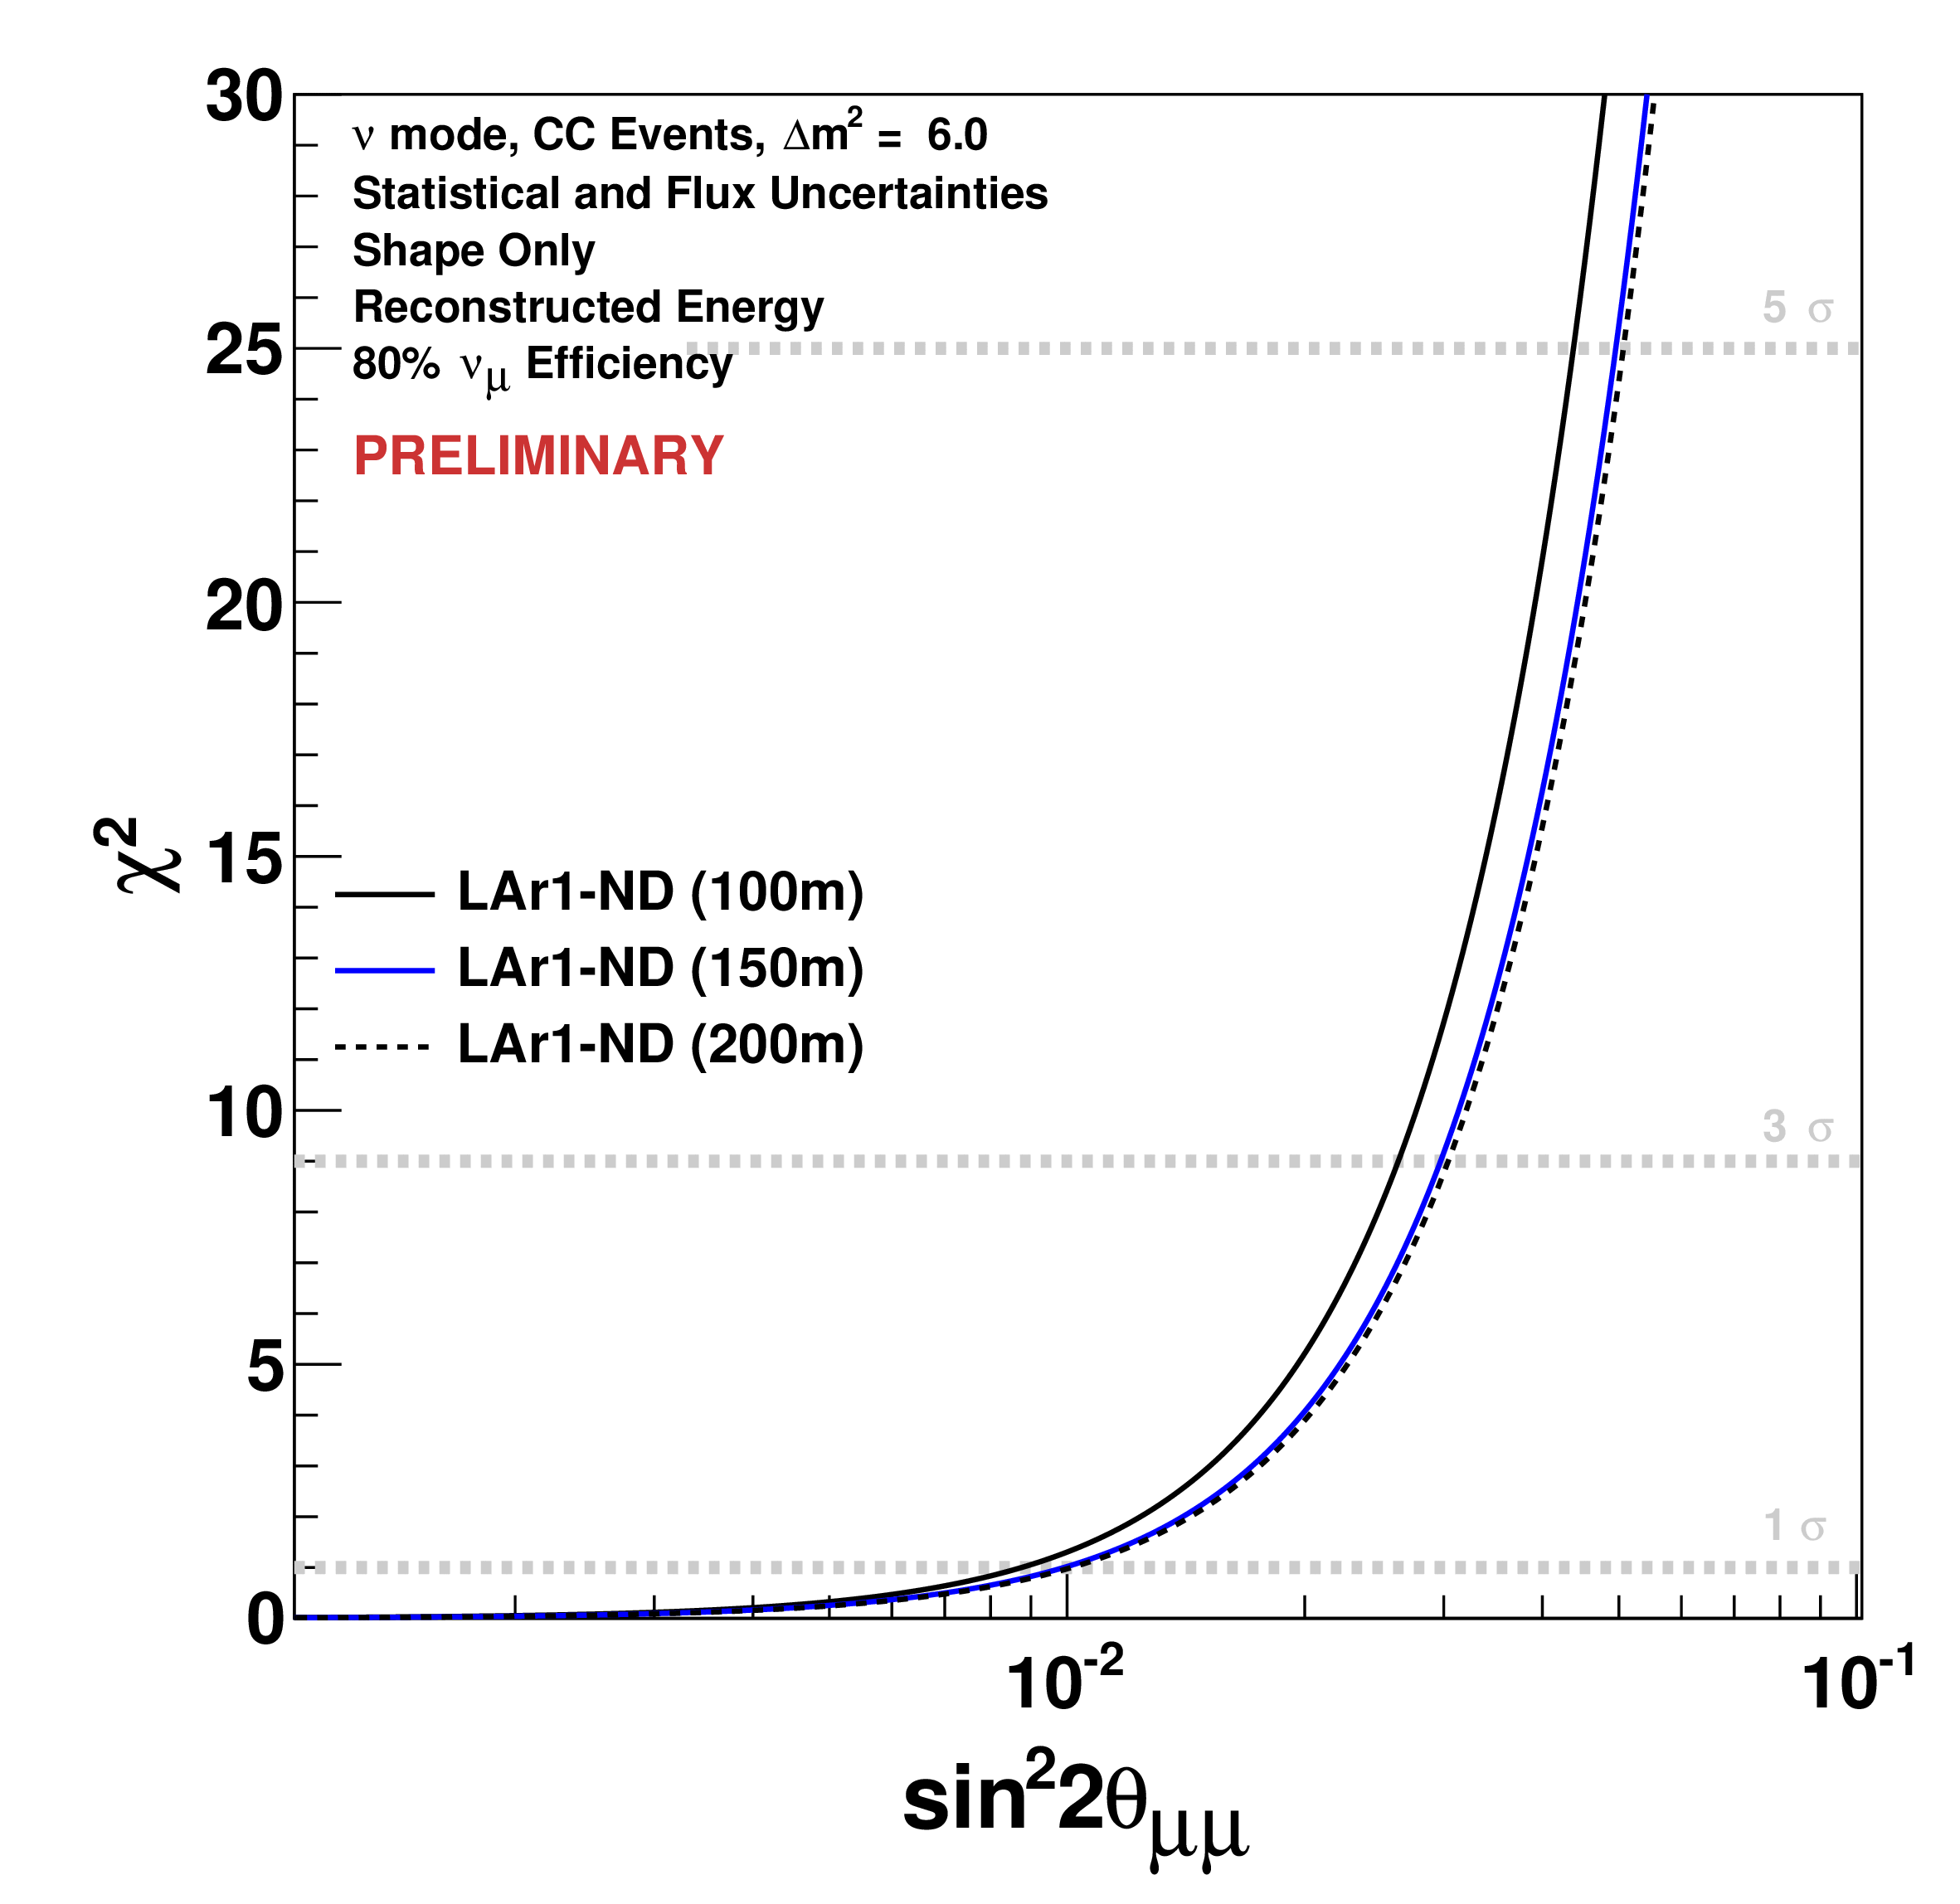 30
ν mode, CC Events, Δm² = 6.0
Statistical and Flux Uncertainties
Shape Only
Reconstructed Energy
5 σ
25
80% νμ Efficiency
PRELIMINARY
20
χ²
15
LAr1-ND (100m)
LAr1-ND (150m)
LAr1-ND (200m)
10
3 σ
5
1 σ
0
10⁻² 10⁻¹
sin²2θμμ